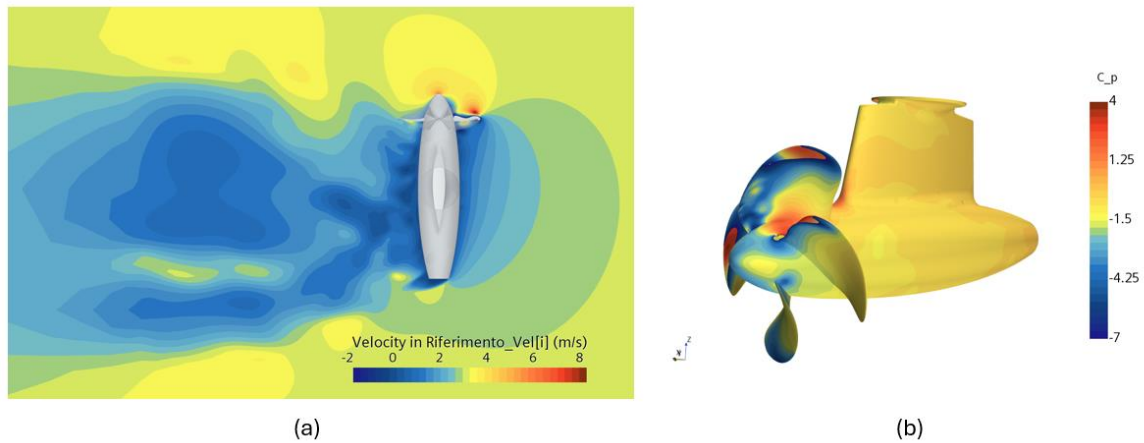 Velocity in Riferimento_Vel[i] (m/s)
-2 0 2 4 6 8
C_p
4
1.25
-1.5
-4.25
-7
z
(a)
(b)